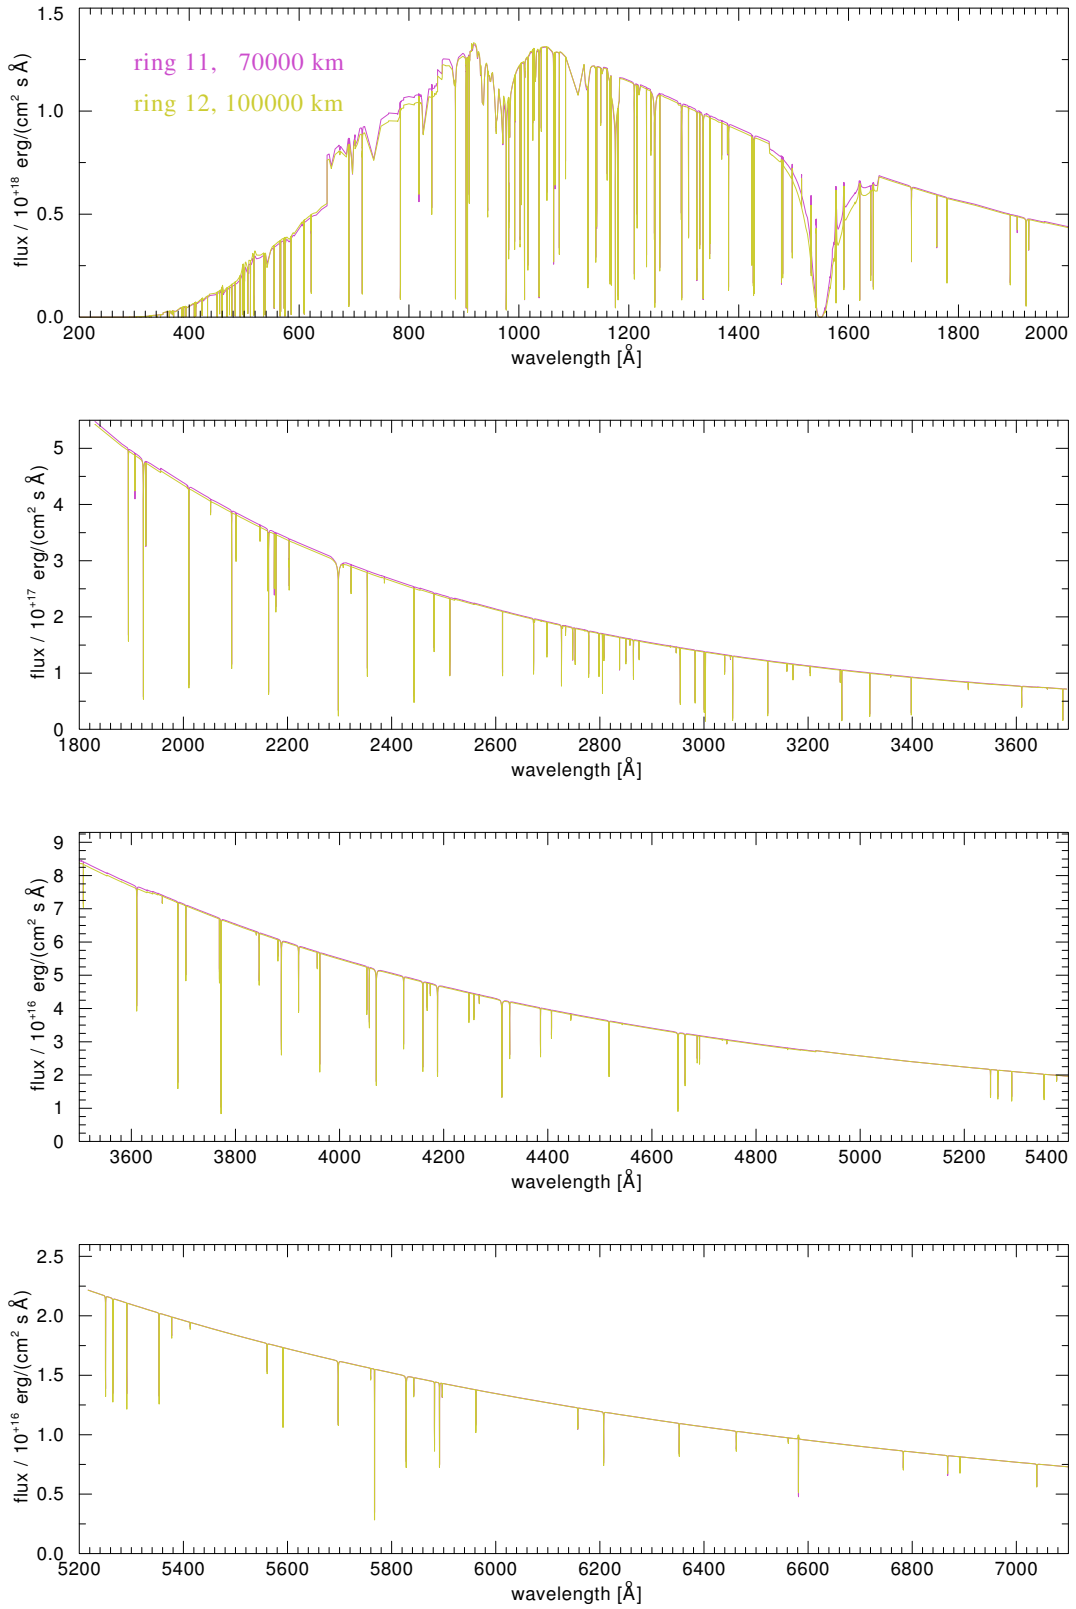 1.5
1.0
0.5
0.0
flux / 10⁺¹⁸ erg/(cm² s Å)
ring 11, 70000 km
ring 12, 100000 km
200 400 600 800 1000 1200 1400 1600 1800 2000
wavelength [Å]
5
4
3
2
1
0
flux / 10⁺¹⁷ erg/(cm² s Å)
1800 2000 2200 2400 2600 2800 3000 3200 3400 3600
wavelength [Å]
9
8
7
6
5
4
3
2
1
0
flux / 10⁺¹⁶ erg/(cm² s Å)
3600 3800 4000 4200 4400 4600 4800 5000 5200 5400
wavelength [Å]
2.5
2.0
1.5
1.0
0.5
0.0
flux / 10⁺¹⁶ erg/(cm² s Å)
5200 5400 5600 5800 6000 6200 6400 6600 6800 7000
wavelength [Å]